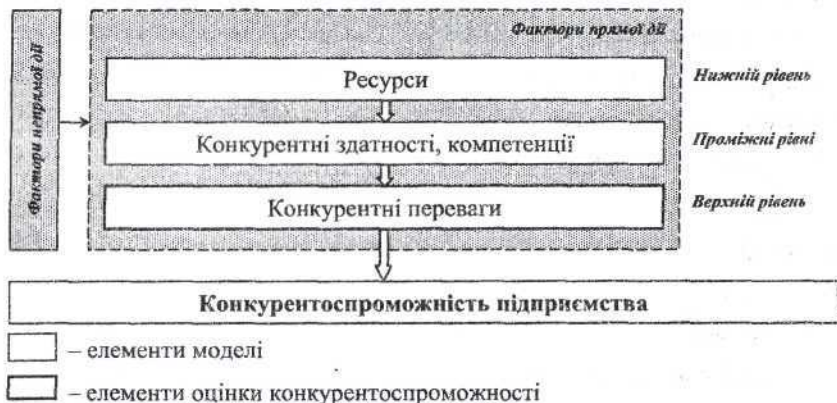 Фактори непрямої дії
Фактори прямої дії
Ресурси
Нижній рівень
Конкурентні здатності, компетенції
Проміжні рівні
Конкурентні переваги
Верхній рівень
Конкурентоспроможність підприємства
– елементи моделі
– елементи оцінки конкурентоспроможності